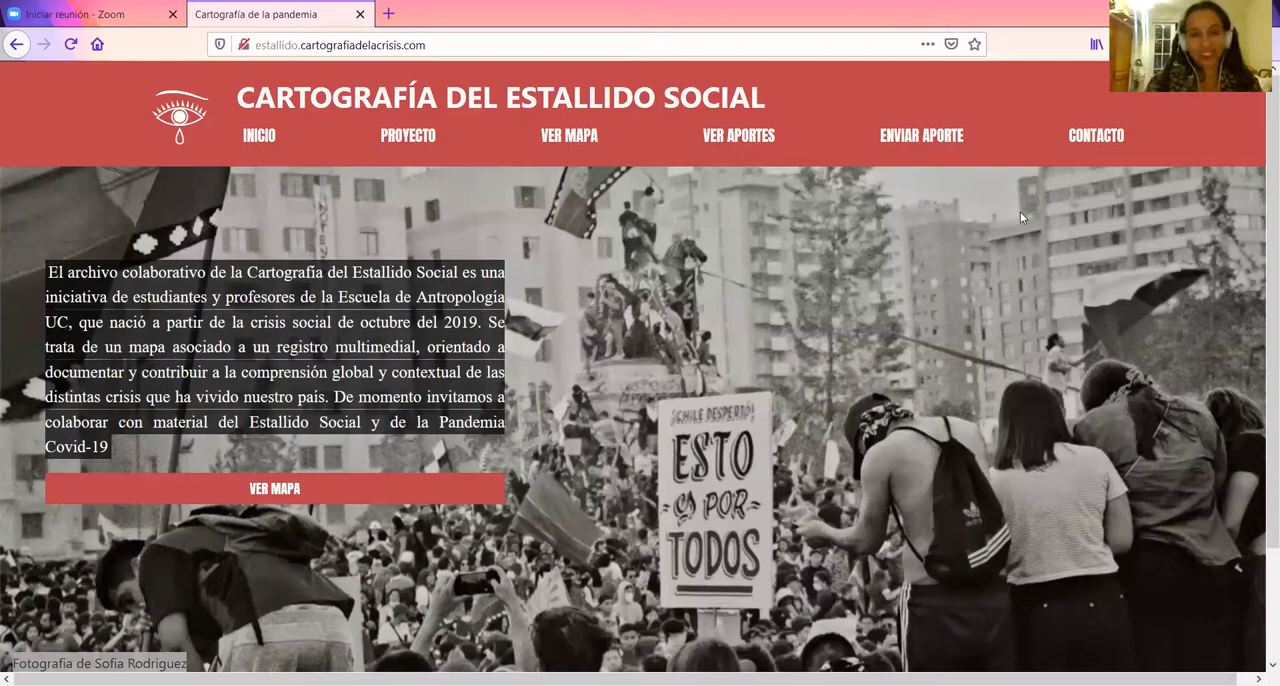 Iniciar reunión - Zoom
Cartografía de la pandemia
estallido.cartografiadelacrisis.com
CARTOGRAFÍA DEL ESTALLIDO SOCIAL
INICIO PROYECTO VER MAPA VER APORTES ENVIAR APORTE CONTACTO
El archivo colaborativo de la Cartografía del Estallido Social es una
iniciativa de estudiantes y profesores de la Escuela de Antropología
UC, que nació a partir de la crisis social de octubre del 2019. Se
trata de un mapa asociado a un registro multimedial, orientado a
documentar y contribuir a la comprensión global y contextual de las
distintas crisis que ha vivido nuestro país. De momento invitamos a
colaborar con material del Estallido Social y de la Pandemia
Covid-19
VER MAPA
¡CHILE DESPERTÓ!
ESTO
ES POR
TODOS
adidas
Fotografía de Sofía Rodriguez